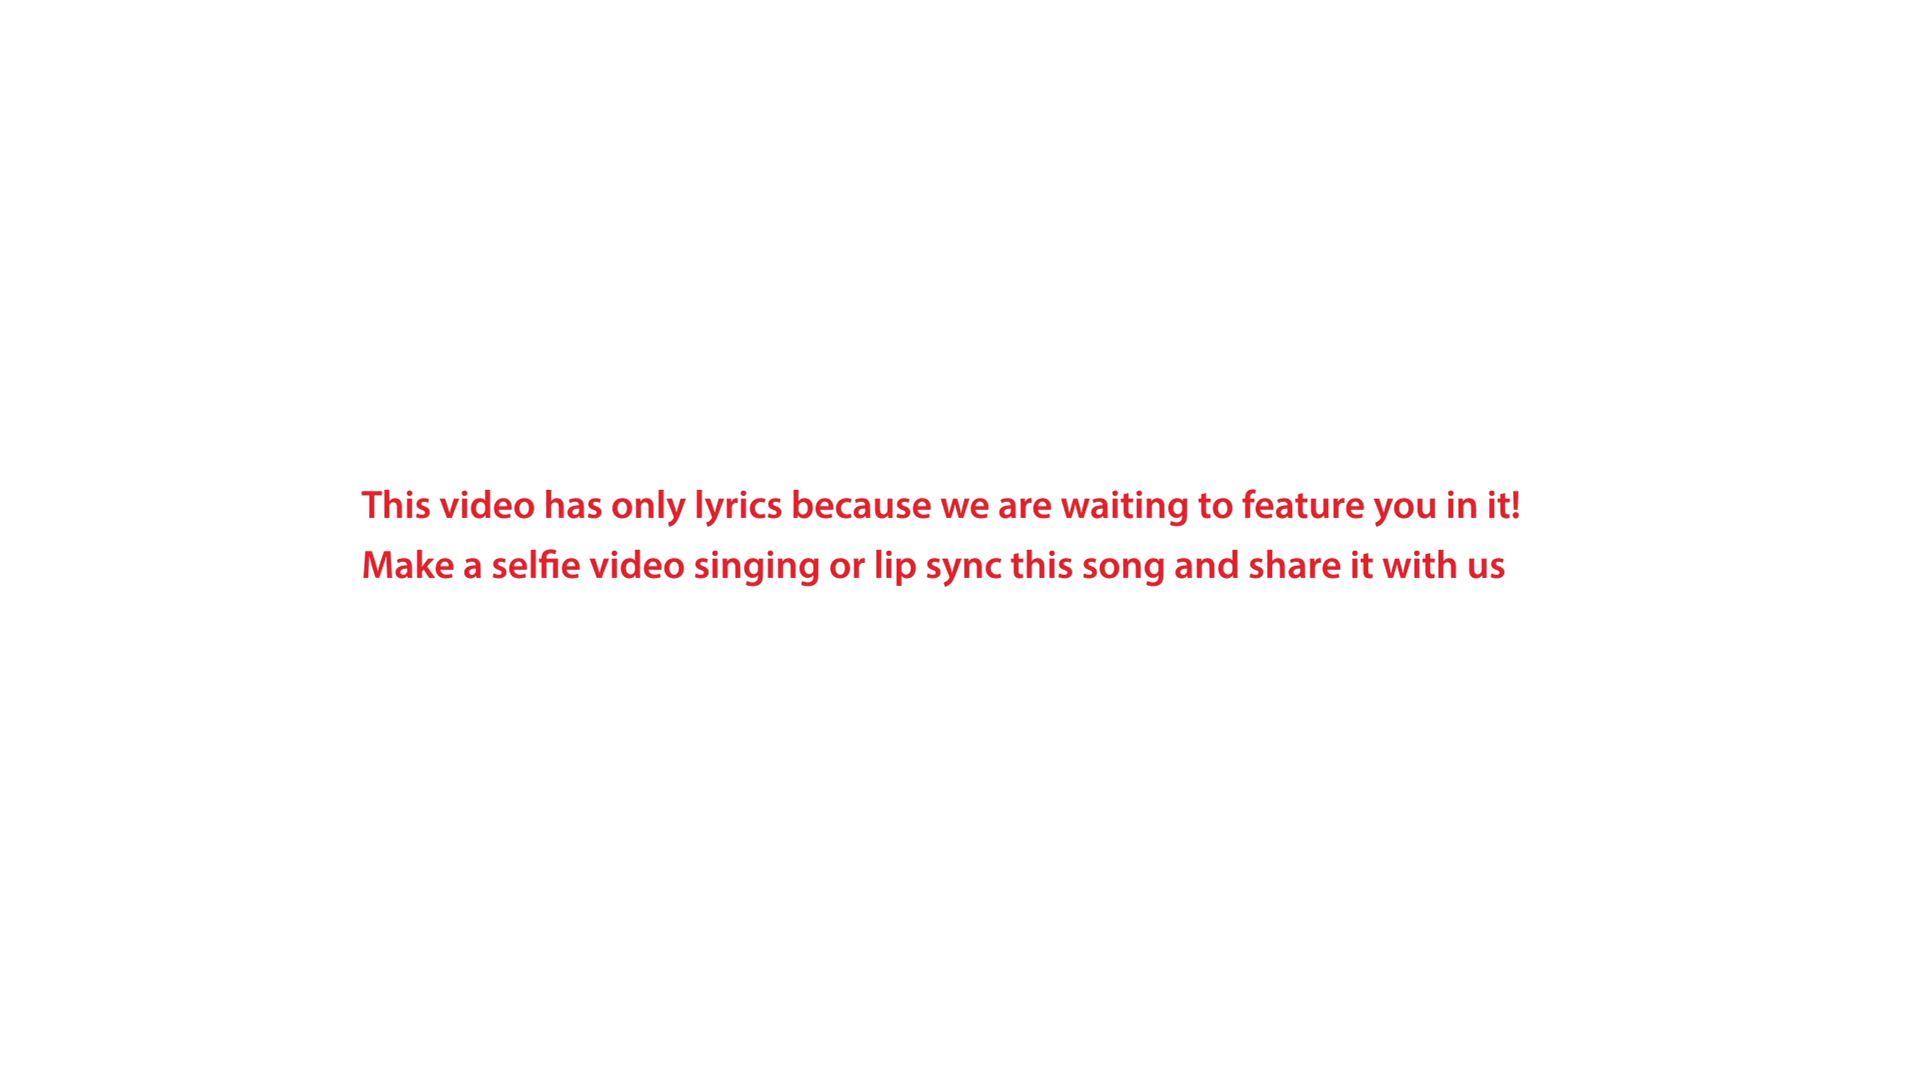 This video has only lyrics because we are waiting to feature you in it!
Make a selfie video singing or lip sync this song and share it with us